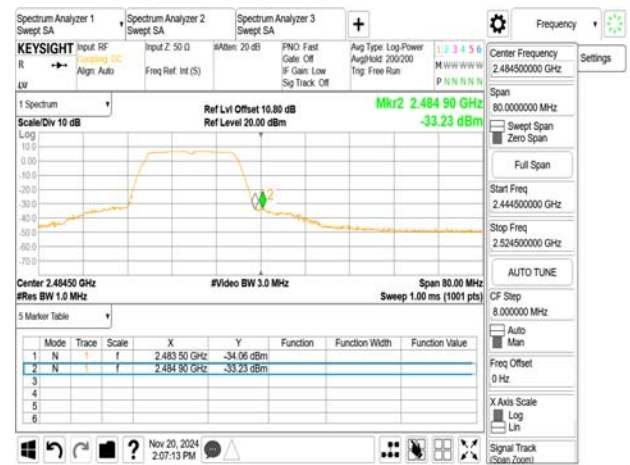 Spectrum Analyzer 1
Swept SA
Spectrum Analyzer 2
Swept SA
Spectrum Analyzer 3
Swept SA
+
Frequency
KEYSIGHT
R
Input: RF
Coupling: DC
Align: Auto
Input Z: 50 Ω
Freq Ref: Int (S)
#Atten: 20 dB
PNO: Fast
Gate: Off
IF Gain: Low
Sig Track: Off
Avg Type: Log-Power
Avg|Hold: 200/200
Trig: Free Run
1 2 3 4 5 6
M W W W W W
P N N N N N
1 Spectrum
Scale/Div 10 dB
Ref Lvl Offset 10.80 dB
Ref Level 20.00 dBm
Mkr2 2.484 90 GHz
-33.23 dBm
Log
10.0
0.00
-10.0
-20.0
-30.0
-40.0
-50.0
-60.0
-70.0
2
Center 2.48450 GHz
#Res BW 1.0 MHz
#Video BW 3.0 MHz
Span 80.00 MHz
Sweep 1.00 ms (1001 pts)
5 Marker Table
Mode Trace Scale X Y Function Function Width Function Value
1 N 1 f 2.483 50 GHz -34.06 dBm
2 N 1 f 2.484 90 GHz -33.23 dBm
3
4
5
6
Nov 20, 2024
2:07:13 PM
?
Center Frequency
2.484500000 GHz
Settings
Span
80.0000000 MHz
Swept Span
Zero Span
Full Span
Start Freq
2.444500000 GHz
Stop Freq
2.524500000 GHz
AUTO TUNE
CF Step
8.000000 MHz
Auto
Man
Freq Offset
0 Hz
X Axis Scale
Log
Lin
Signal Track
(Span Zoom)